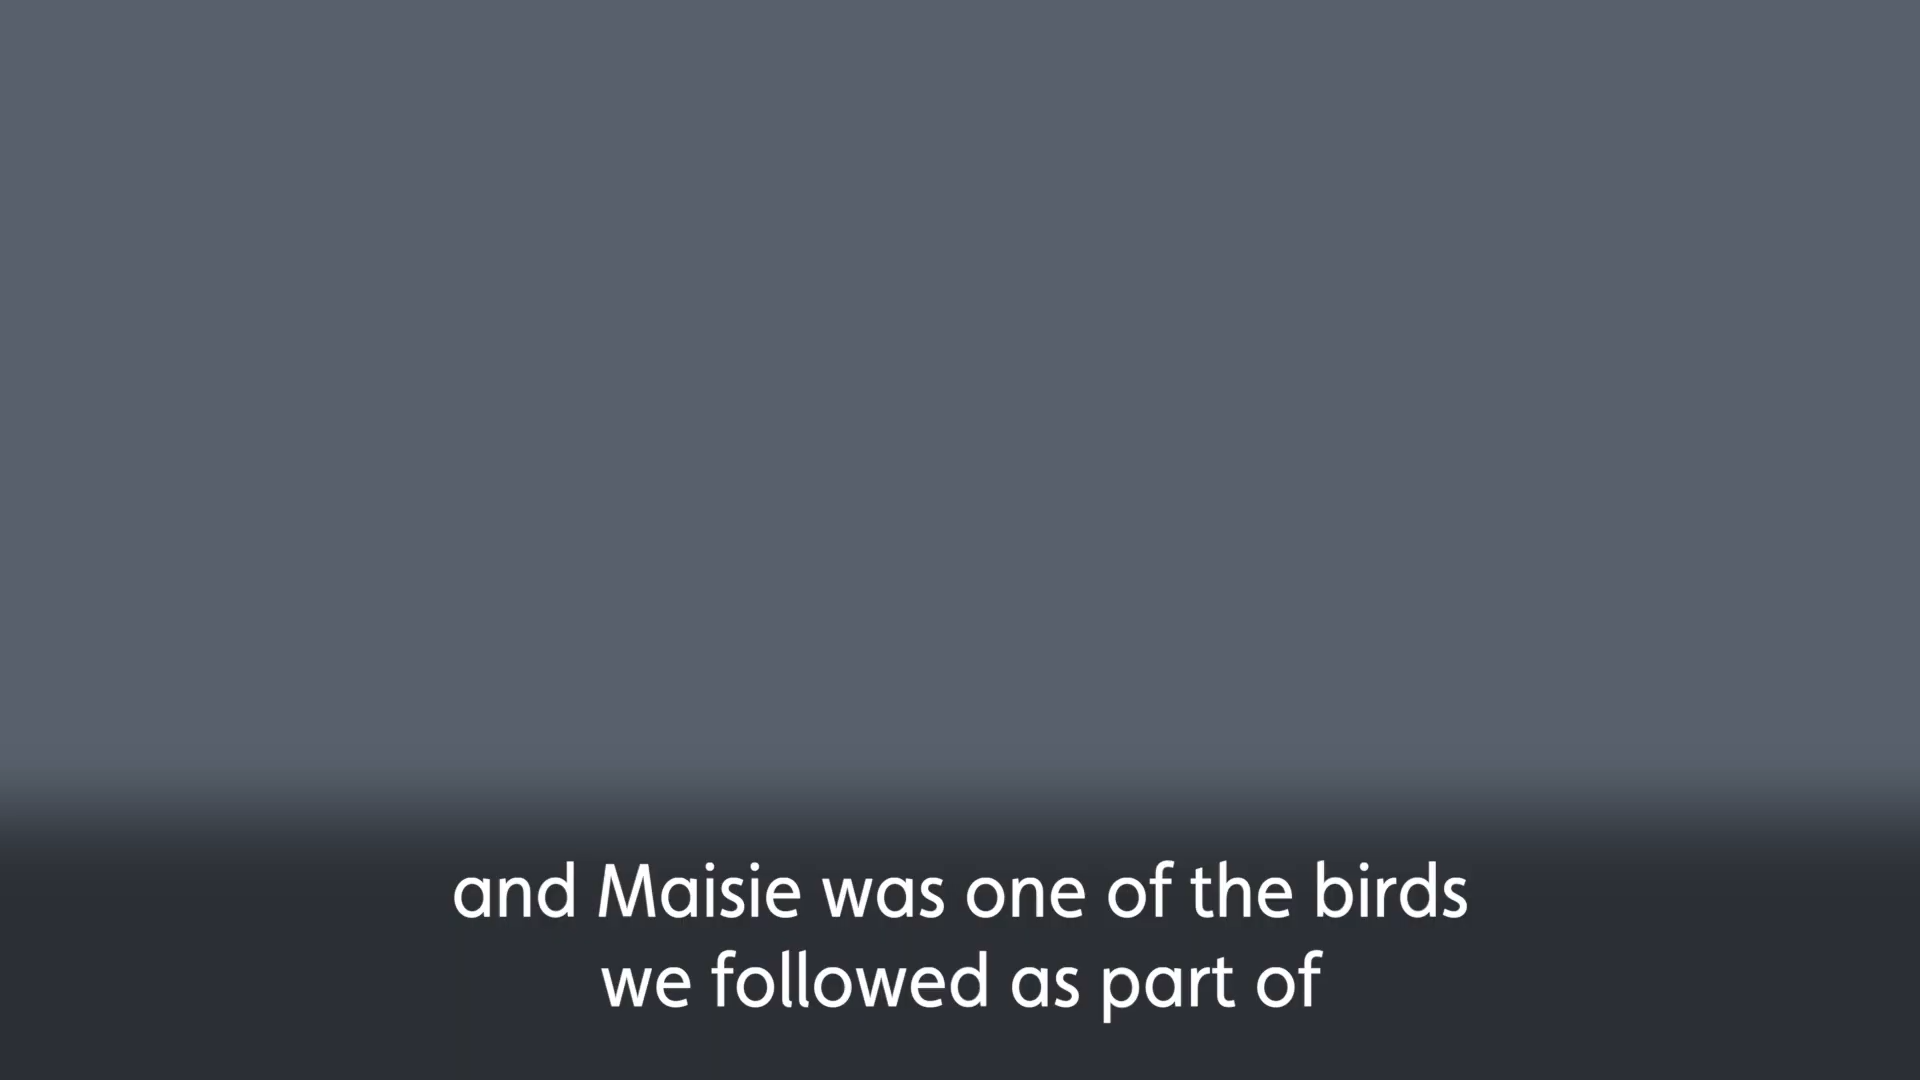 and Maisie was one of the birds
we followed as part of